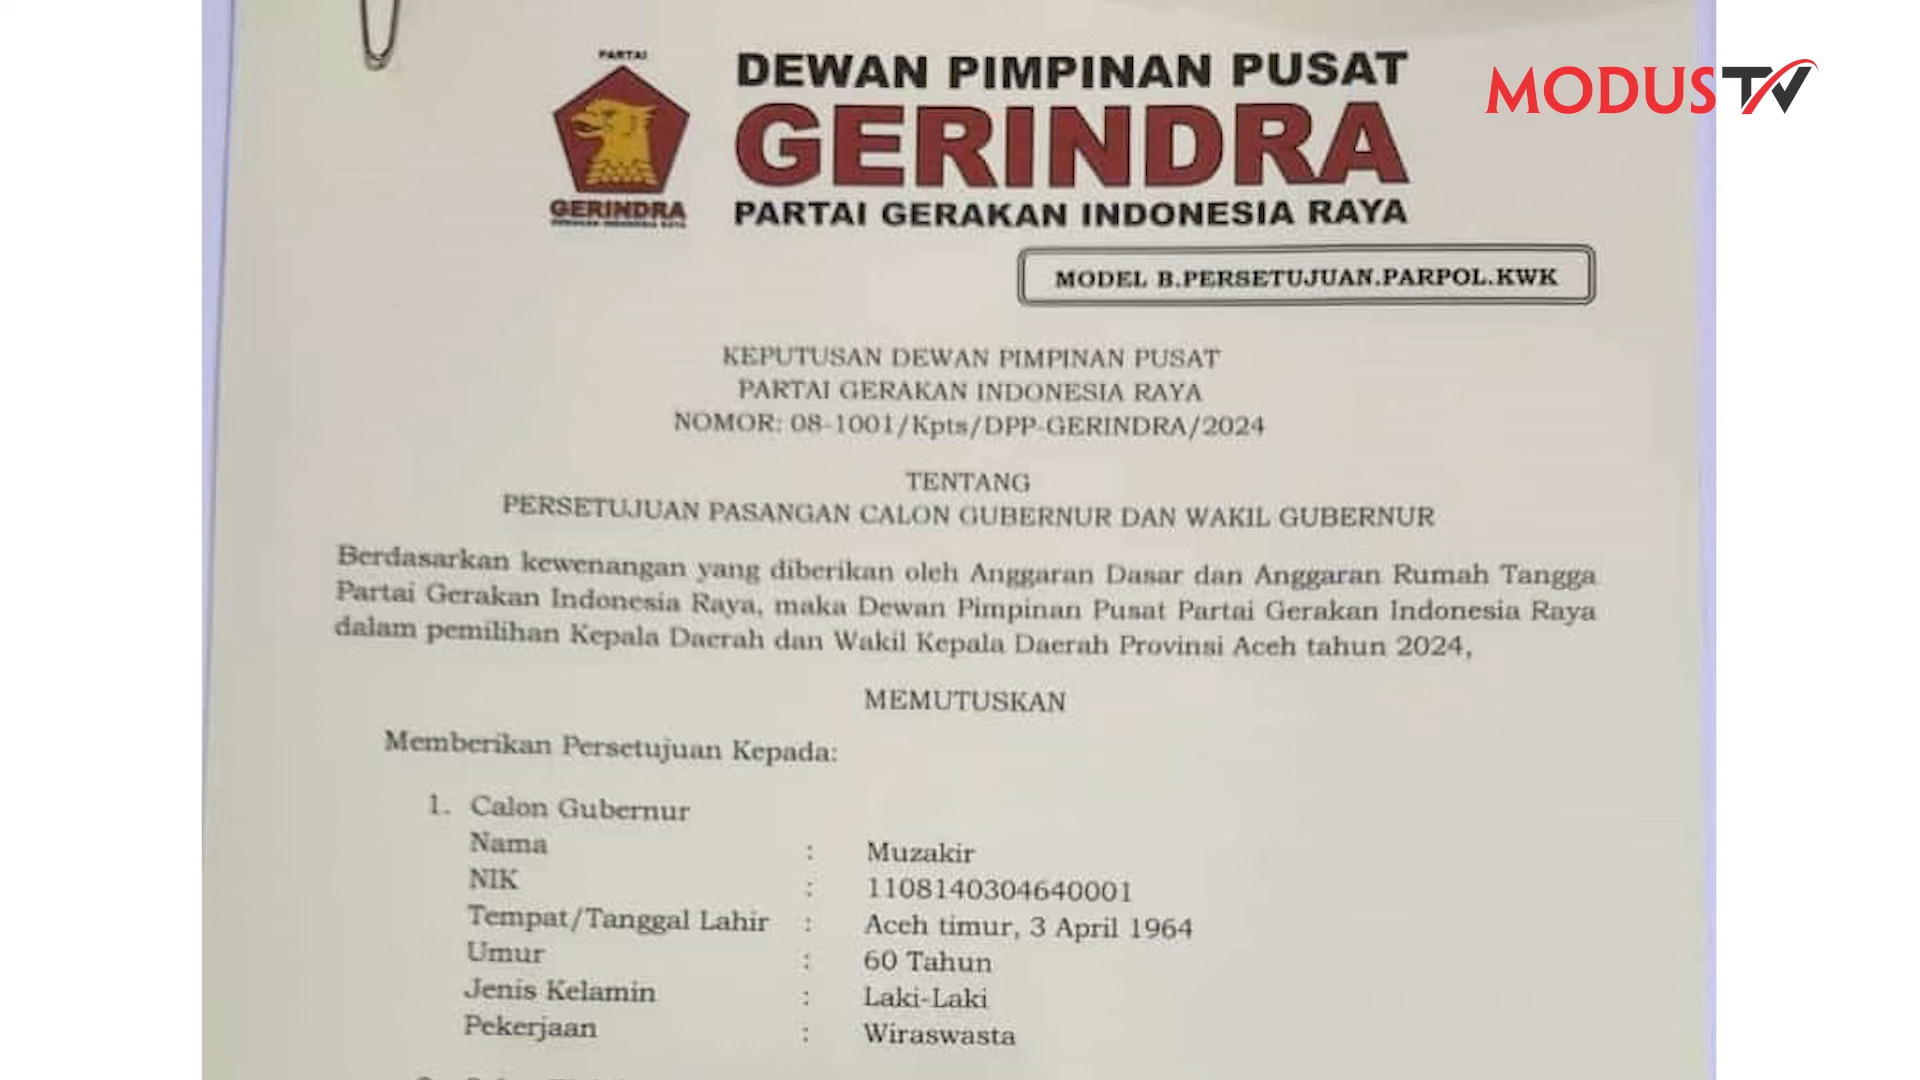 PARTAI
GERINDRA
DEWAN PIMPINAN PUSAT
GERINDRA
PARTAI GERAKAN INDONESIA RAYA
MODUS TV
MODEL B.PERSETUJUAN.PARPOL.KWK
KEPUTUSAN DEWAN PIMPINAN PUSAT
PARTAI GERAKAN INDONESIA RAYA
NOMOR: 08-1001/Kpts/DPP-GERINDRA/2024
TENTANG
PERSETUJUAN PASANGAN CALON GUBERNUR DAN WAKIL GUBERNUR
Berdasarkan kewenangan yang diberikan oleh Anggaran Dasar dan Anggaran Rumah Tangga
Partai Gerakan Indonesia Raya, maka Dewan Pimpinan Pusat Partai Gerakan Indonesia Raya
dalam pemilihan Kepala Daerah dan Wakil Kepala Daerah Provinsi Aceh tahun 2024,
MEMUTUSKAN
Memberikan Persetujuan Kepada:
1. Calon Gubernur
Nama : Muzakir
NIK : 1108140304640001
Tempat/Tanggal Lahir : Aceh timur, 3 April 1964
Umur : 60 Tahun
Jenis Kelamin : Laki-Laki
Pekerjaan : Wiraswasta